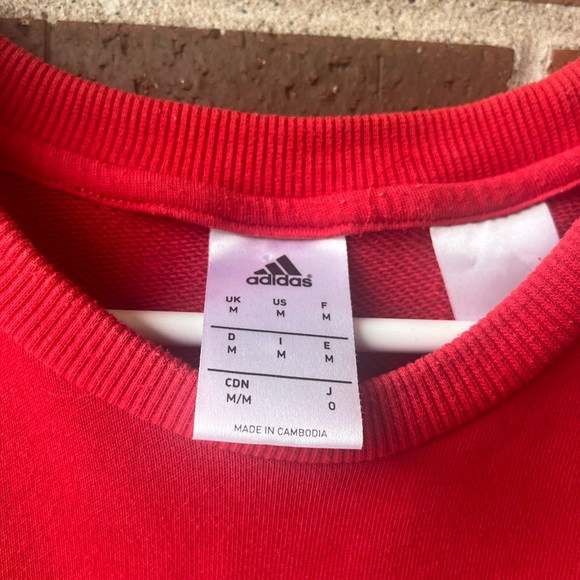 adidas
UK US F
M M M
D I E
M M M
CDN J
M/M O
MADE IN CAMBODIA